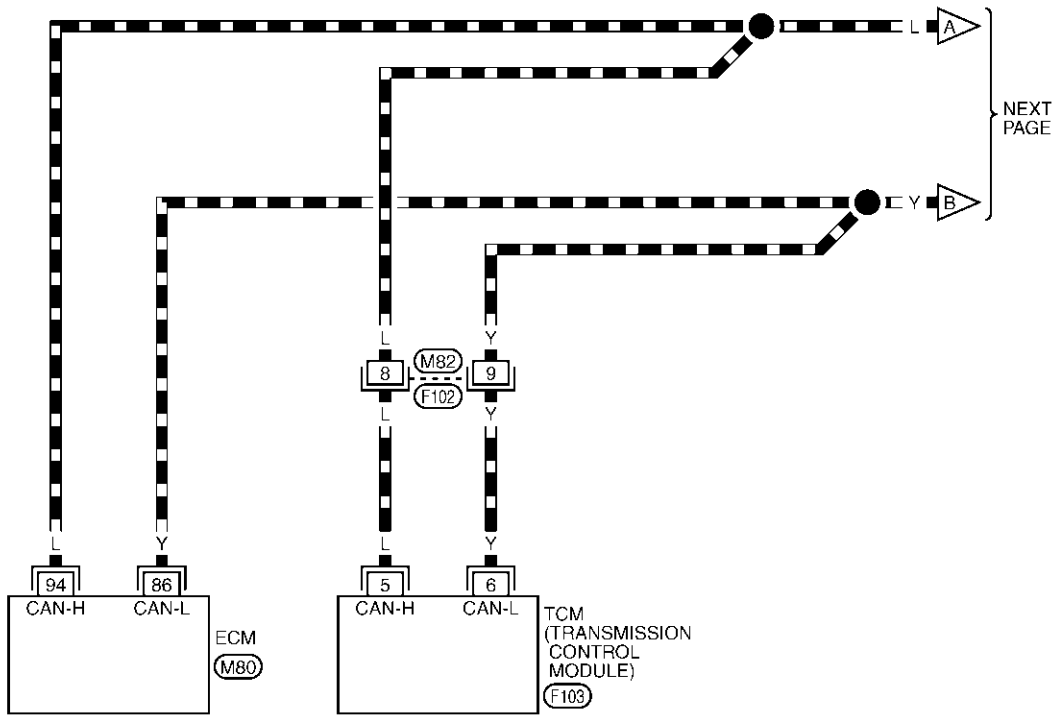 L A
NEXT
PAGE
Y B
L Y
8 M82 9
F102
L Y
L Y L Y
94 86 5 6
CAN-H CAN-L CAN-H CAN-L
ECM
M80
TCM
(TRANSMISSION
CONTROL
MODULE)
F103